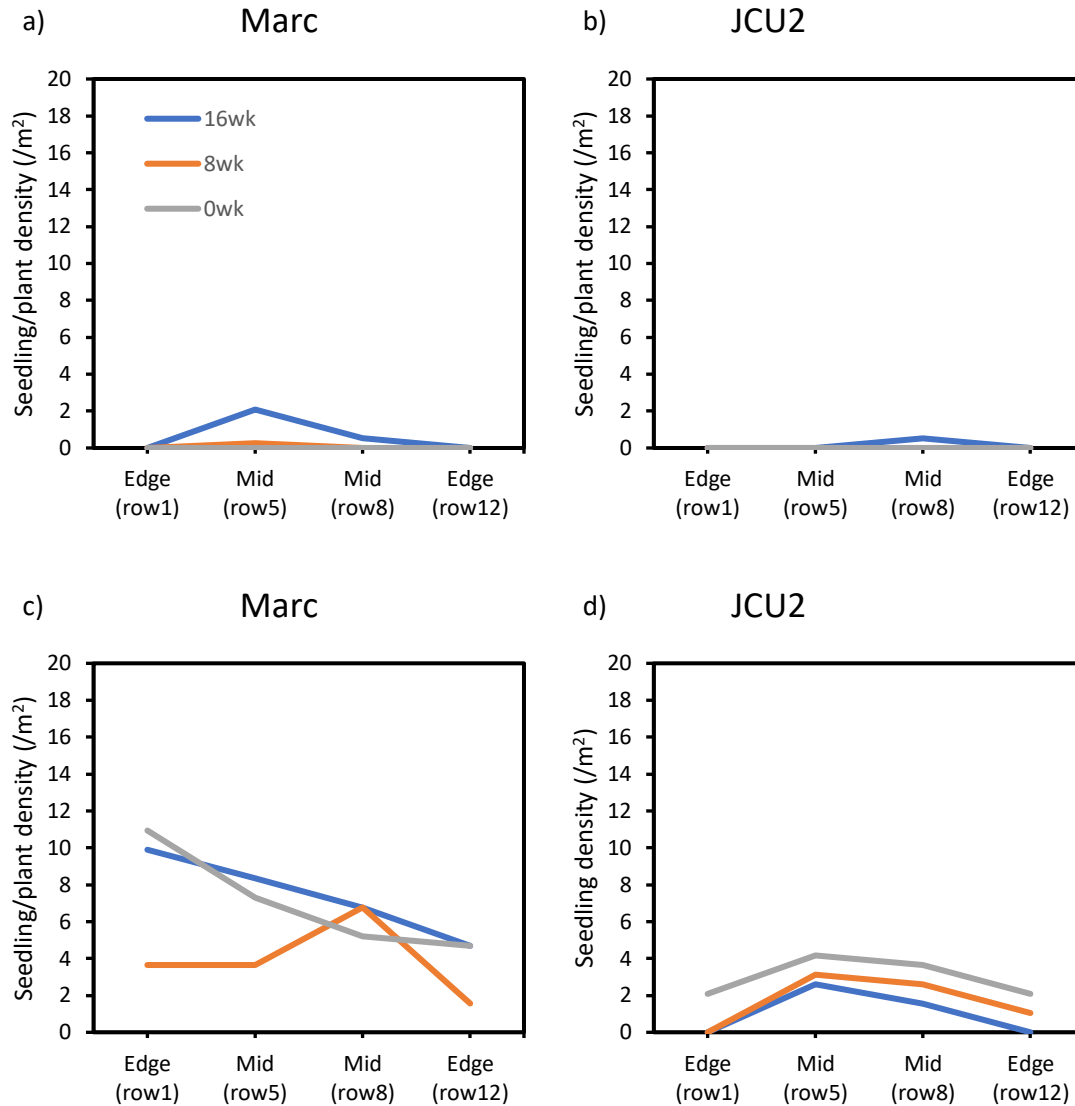 a) Marc
b) JCU2
Seedling/plant density (/m²)
20
18
16
14
12
10
8
6
4
2
0
16wk
8wk
0wk
Edge (row1)
Mid (row5)
Mid (row8)
Edge (row12)
Seedling/plant density (/m²)
20
18
16
14
12
10
8
6
4
2
0
Edge (row1)
Mid (row5)
Mid (row8)
Edge (row12)
c) Marc
d) JCU2
Seedling/plant density (/m²)
20
18
16
14
12
10
8
6
4
2
0
Edge (row1)
Mid (row5)
Mid (row8)
Edge (row12)
Seedling density (/m²)
20
18
16
14
12
10
8
6
4
2
0
Edge (row1)
Mid (row5)
Mid (row8)
Edge (row12)